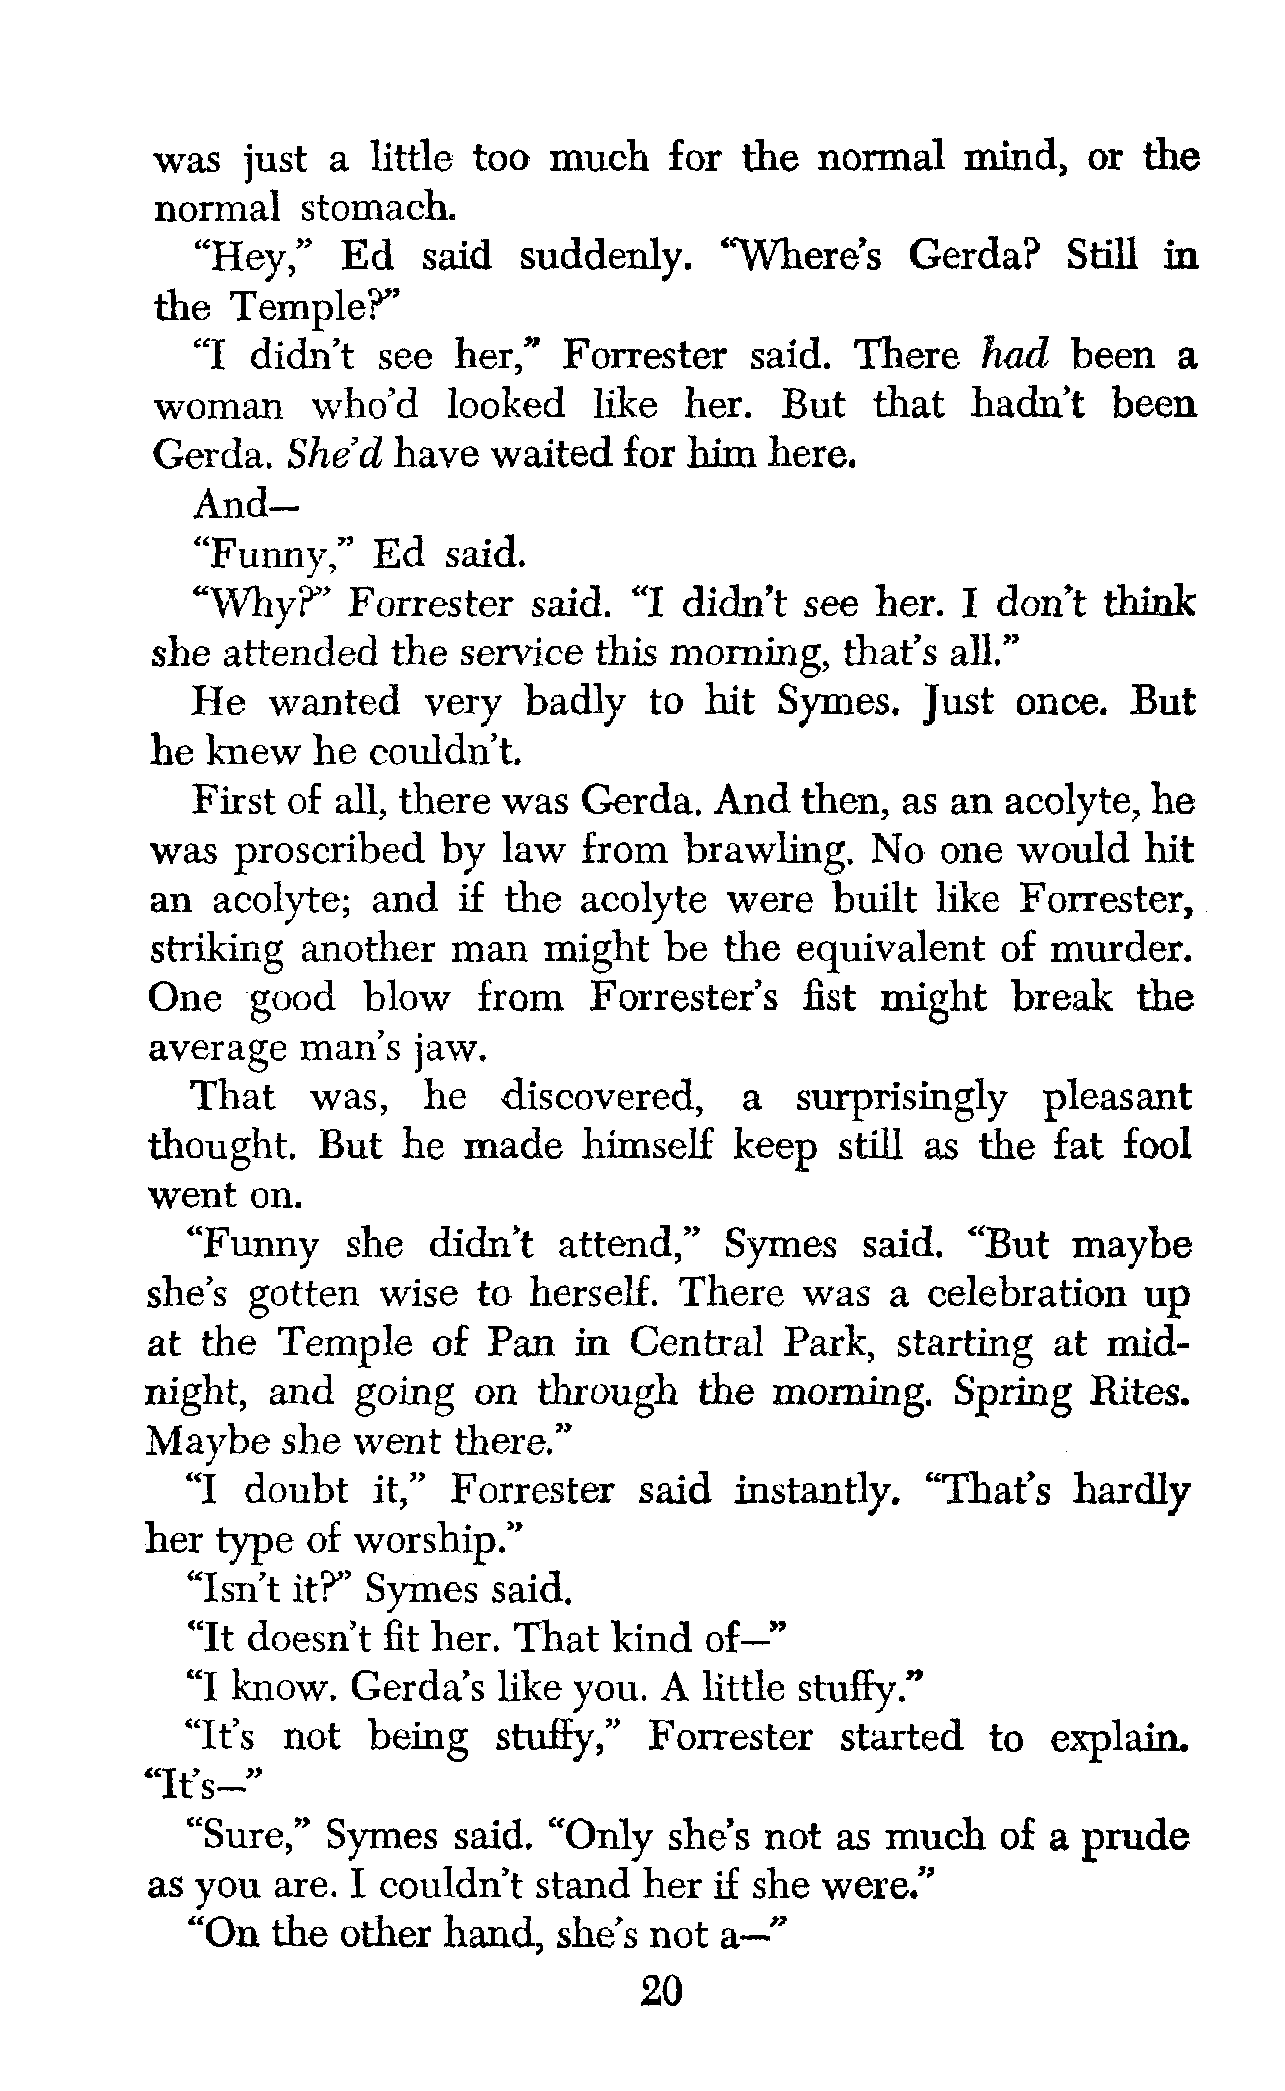 was just a little too much for the normal mind, or the
normal stomach.
“Hey,” Ed said suddenly. “Where’s Gerda? Still in
the Temple?”
“I didn’t see her,” Forrester said. There had been a
woman who’d looked like her. But that hadn’t been
Gerda. She’d have waited for him here.
And—
“Funny,” Ed said.
“Why?” Forrester said. “I didn’t see her. I don’t think
she attended the service this morning, that’s all.”
He wanted very badly to hit Symes. Just once. But
he knew he couldn’t.
First of all, there was Gerda. And then, as an acolyte, he
was proscribed by law from brawling. No one would hit
an acolyte; and if the acolyte were built like Forrester,
striking another man might be the equivalent of murder.
One good blow from Forrester’s fist might break the
average man’s jaw.
That was, he discovered, a surprisingly pleasant
thought. But he made himself keep still as the fat fool
went on.
“Funny she didn’t attend,” Symes said. “But maybe
she’s gotten wise to herself. There was a celebration up
at the Temple of Pan in Central Park, starting at mid-
night, and going on through the morning. Spring Rites.
Maybe she went there.”
“I doubt it,” Forrester said instantly. “That’s hardly
her type of worship.”
“Isn’t it?” Symes said.
“It doesn’t fit her. That kind of—”
“I know. Gerda’s like you. A little stuffy.”
“It’s not being stuffy,” Forrester started to explain.
“It’s—”
“Sure,” Symes said. “Only she’s not as much of a prude
as you are. I couldn’t stand her if she were.”
“On the other hand, she’s not a—”
20